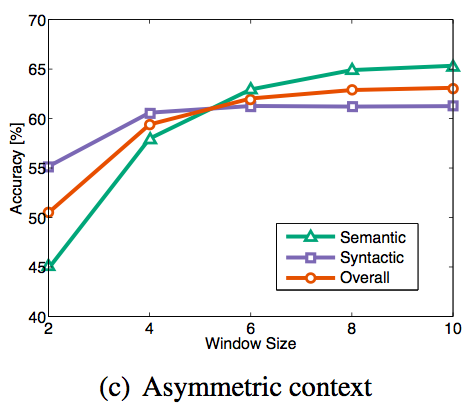 70
65
60
55
50
45
40
Accuracy [%]
Semantic
Syntactic
Overall
2 4 6 8 10
Window Size
(c) Asymmetric context